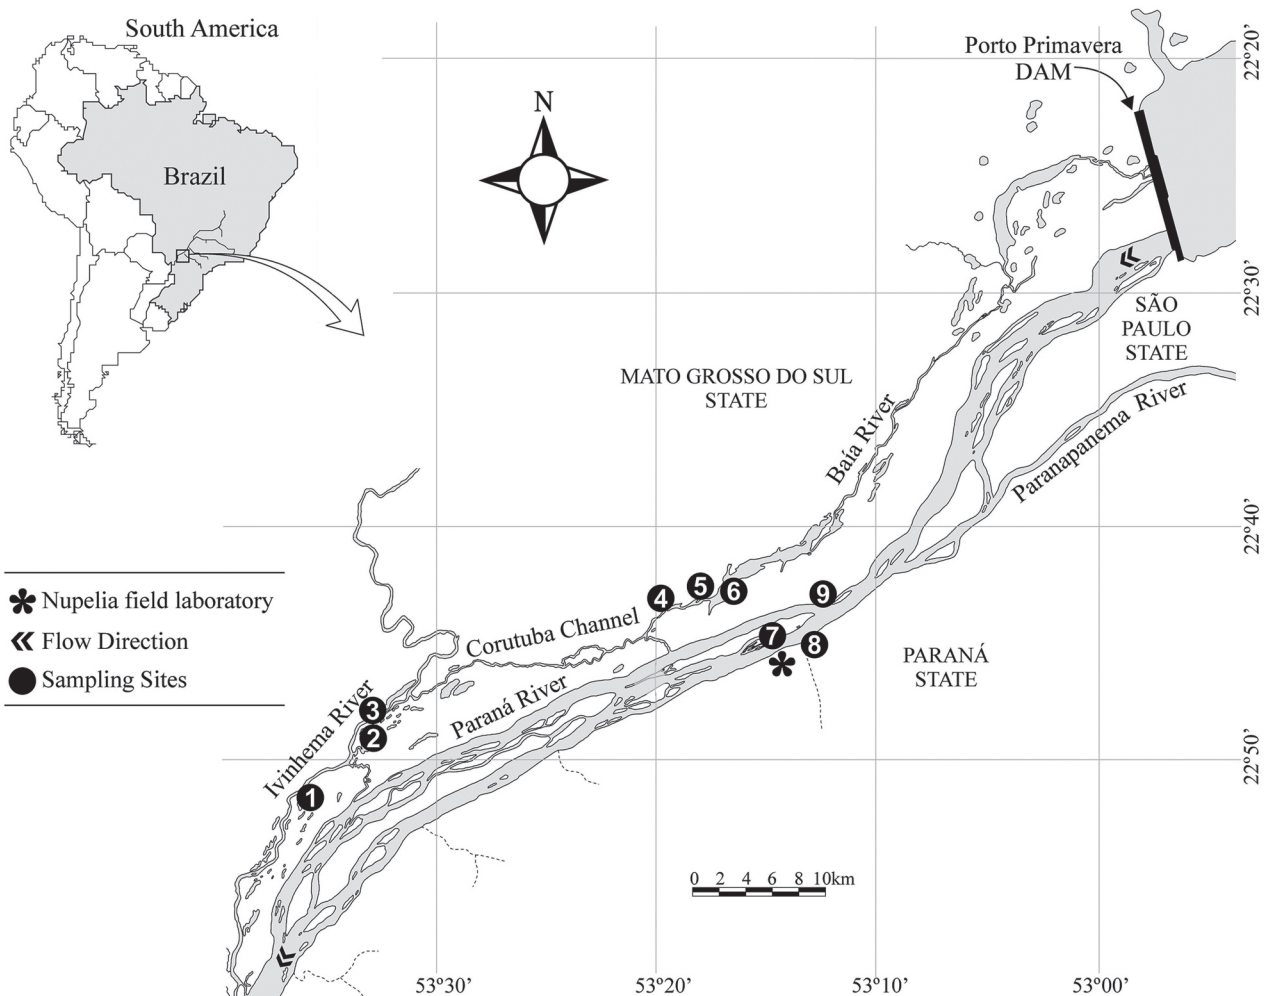 South America
Brazil
N
Porto Primavera
DAM
22°20’
22°30’
22°40’
22°50’
SÃO
PAULO
STATE
MATO GROSSO DO SUL
STATE
Baía River
Paranapanema River
Nupelia field laboratory
Flow Direction
Sampling Sites
4
5
6
9
7
8
Corutuba Channel
PARANÁ
STATE
Paraná River
Ivinhema River
3
2
1
0 2 4 6 8 10km
53°30’
53°20’
53°10’
53°00’